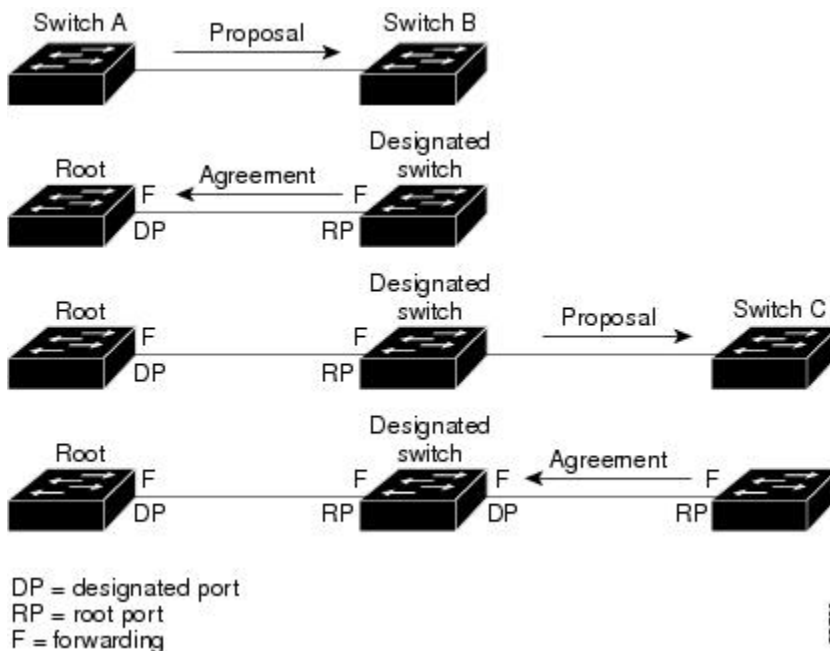 Switch A
Proposal
Switch B
Designated
switch
Root
F
Agreement
F
DP
RP
Designated
switch
Root
F
F
Proposal
Switch C
DP
RP
Designated
switch
Root
F
F
F
Agreement
F
DP
RP
DP
RP
DP = designated port
RP = root port
F = forwarding